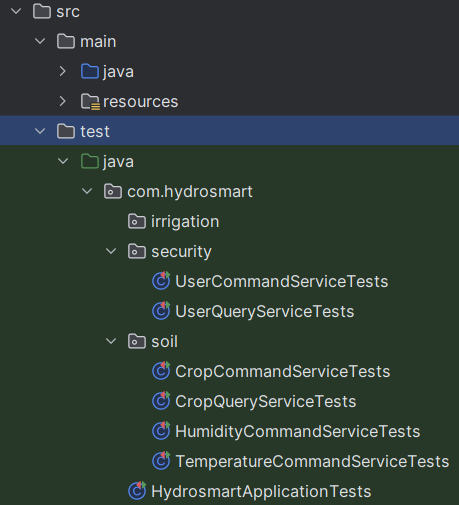 src
main
java
resources
test
java
com.hydrosmart
irrigation
security
UserCommandServiceTests
UserQueryServiceTests
soil
CropCommandServiceTests
CropQueryServiceTests
HumidityCommandServiceTests
TemperatureCommandServiceTests
HydrosmartApplicationTests